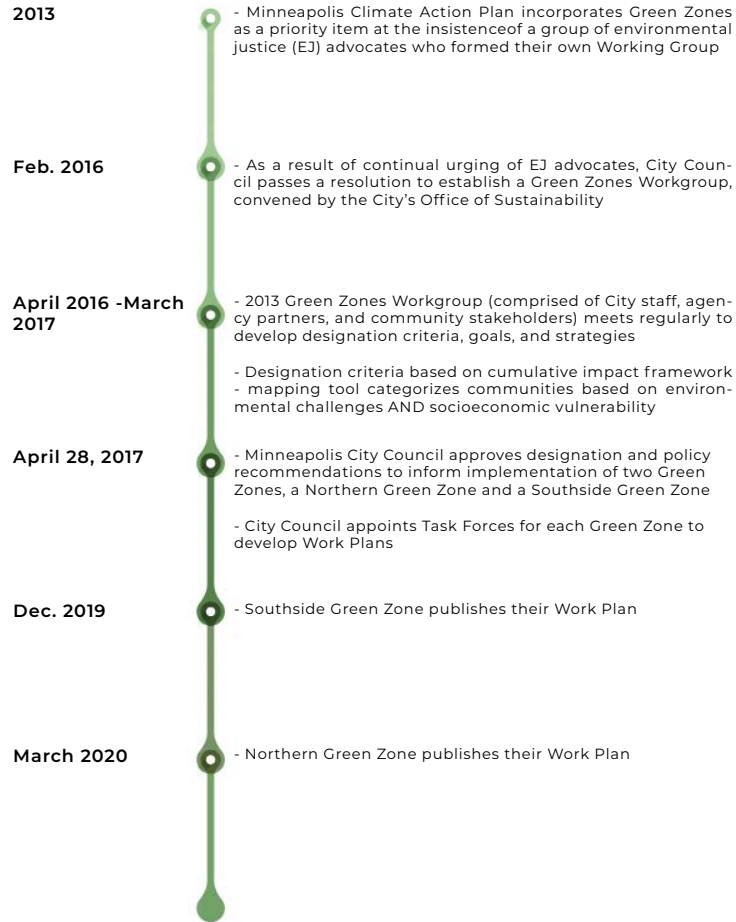 2013
- Minneapolis Climate Action Plan incorporates Green Zones
as a priority item at the insistenceof a group of environmental
justice (EJ) advocates who formed their own Working Group
Feb. 2016
- As a result of continual urging of EJ advocates, City Coun-
cil passes a resolution to establish a Green Zones Workgroup,
convened by the City’s Office of Sustainability
April 2016 -March
2017
- 2013 Green Zones Workgroup (comprised of City staff, agen-
cy partners, and community stakeholders) meets regularly to
develop designation criteria, goals, and strategies
- Designation criteria based on cumulative impact framework
- mapping tool categorizes communities based on environ-
mental challenges AND socioeconomic vulnerability
April 28, 2017
- Minneapolis City Council approves designation and policy
recommendations to inform implementation of two Green
Zones, a Northern Green Zone and a Southside Green Zone
- City Council appoints Task Forces for each Green Zone to
develop Work Plans
Dec. 2019
- Southside Green Zone publishes their Work Plan
March 2020
- Northern Green Zone publishes their Work Plan